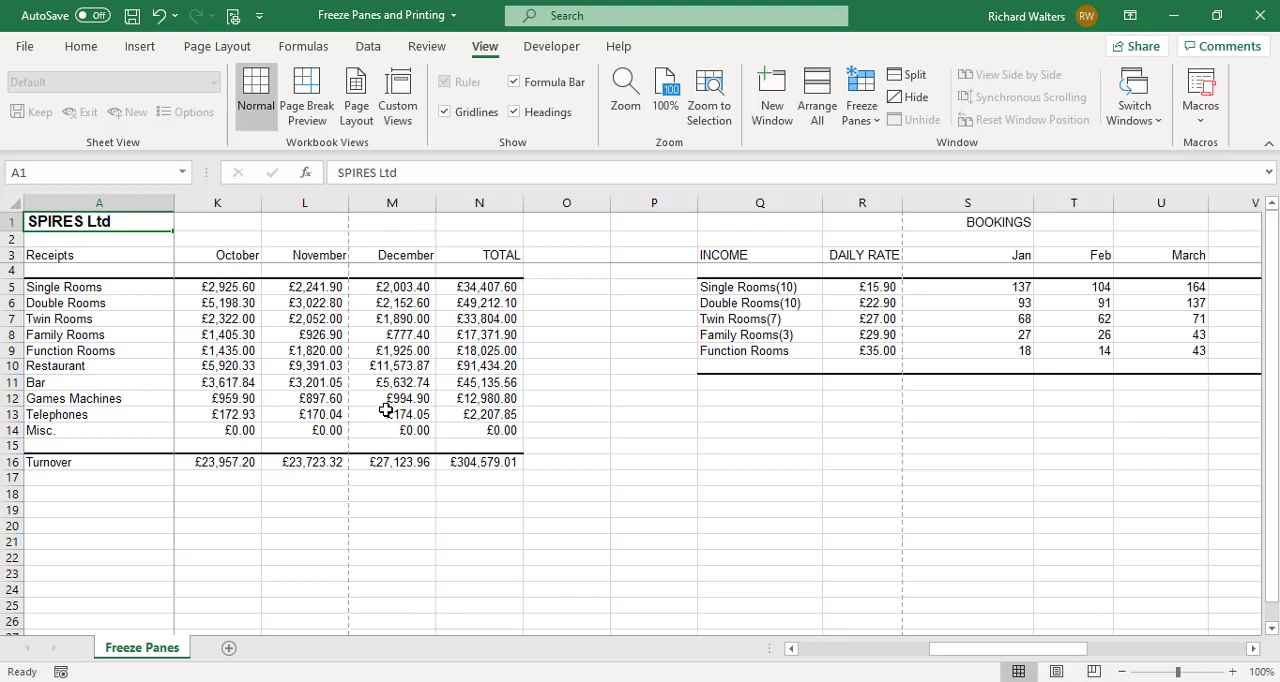 AutoSave Off Freeze Panes and Printing Search Richard Walters RW
File Home Insert Page Layout Formulas Data Review View Developer Help Share Comments
Default
Keep Exit New Options
Sheet View
Normal
Page Break Preview
Page Layout
Custom Views
Workbook Views
Ruler Formula Bar
Gridlines Headings
Show
Zoom
100
100%
Zoom to Selection
Zoom
New Window
Arrange All
Freeze Panes
Split
Hide
Unhide
View Side by Side
Synchronous Scrolling
Reset Window Position
Switch Windows
Window
Macros
Macros
A1 fx SPIRES Ltd
A K L M N O P Q R S T U V
1 SPIRES Ltd BOOKINGS
2
3 Receipts October November December TOTAL INCOME DAILY RATE Jan Feb March
4
5 Single Rooms £2,925.60 £2,241.90 £2,003.40 £34,407.60 Single Rooms(10) £15.90 137 104 164
6 Double Rooms £5,198.30 £3,022.80 £2,152.60 £49,212.10 Double Rooms(10) £22.90 93 91 137
7 Twin Rooms £2,322.00 £2,052.00 £1,890.00 £33,804.00 Twin Rooms(7) £27.00 68 62 71
8 Family Rooms £1,405.30 £926.90 £777.40 £17,371.90 Family Rooms(3) £29.90 27 26 43
9 Function Rooms £1,435.00 £1,820.00 £1,925.00 £18,025.00 Function Rooms £35.00 18 14 43
10 Restaurant £5,920.33 £9,391.03 £11,573.87 £91,434.20
11 Bar £3,617.84 £3,201.05 £5,632.74 £45,135.56
12 Games Machines £959.90 £897.60 £994.90 £12,980.80
13 Telephones £172.93 £170.04 £174.05 £2,207.85
14 Misc. £0.00 £0.00 £0.00 £0.00
15
16 Turnover £23,957.20 £23,723.32 £27,123.96 £304,579.01
17
18
19
20
21
22
23
24
25
26
Freeze Panes
Ready 100%